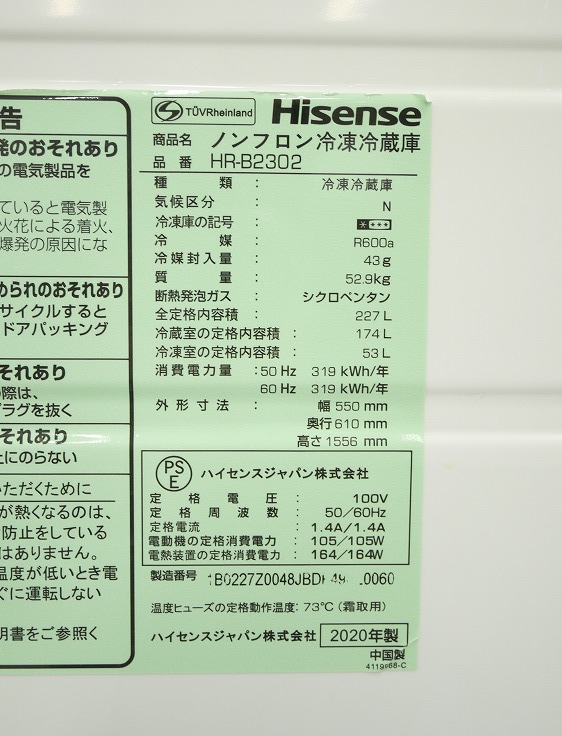 告
発のおそれあり
の電気製品を
ていると電気製
火花による着火、
爆発の原因にな
められのおそれあり
サイクルすると
ドアパッキング
それあり
際は、
プラグを抜く
それあり
上にのらない
いただくために
が熱くなるのは、
防止をしている
はありません。
温度が低いとき電
ぐに運転しない
明書をご参照く
TÜVRheinland Hisense
商品名 ノンフロン冷凍冷蔵庫
品番 HR-B2302
種類 : 冷凍冷蔵庫
気候区分 : N
冷凍庫の記号 : ****
冷媒 : R600a
冷媒封入量 : 43g
質量 : 52.9kg
断熱発泡ガス : シクロペンタン
全定格内容積 : 227L
冷蔵室の定格内容積 : 174L
冷凍室の定格内容積 : 53L
消費電力量 : 50Hz 319 kWh/年
60Hz 319 kWh/年
外形寸法 : 幅 550 mm
奥行 610 mm
高さ 1556 mm
PSE ハイセンスジャパン株式会社
定格電圧 : 100V
定格周波数 : 50/60Hz
定格電流 : 1.4A/1.4A
電動機の定格消費電力 : 105/105W
電熱装置の定格消費電力 : 164/164W
製造番号
温度ヒューズの定格動作温度: 73℃ (霜取用)
ハイセンスジャパン株式会社 2020年製
中国製